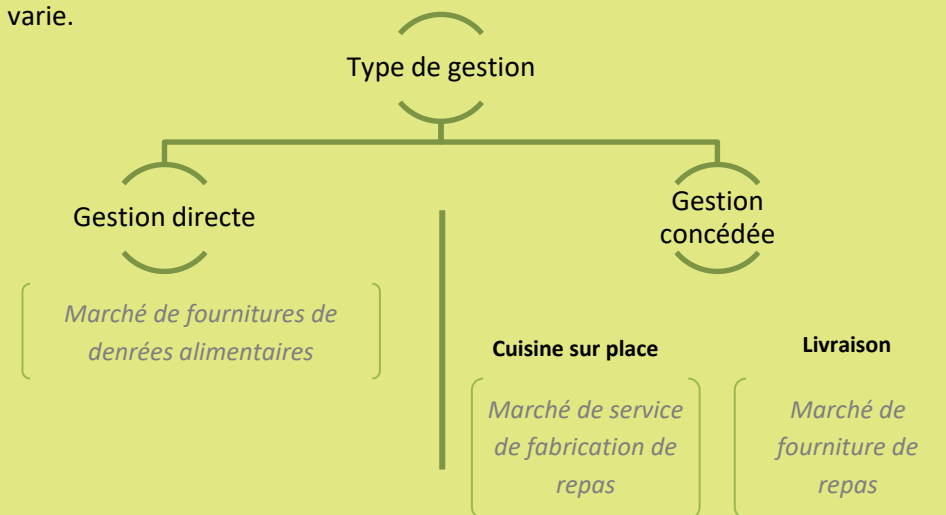 varie.
Type de gestion
Gestion directe
Gestion
concédée
Marché de fournitures de
denrées alimentaires
Cuisine sur place
Livraison
Marché de service
de fabrication de
repas
Marché de
fourniture de
repas